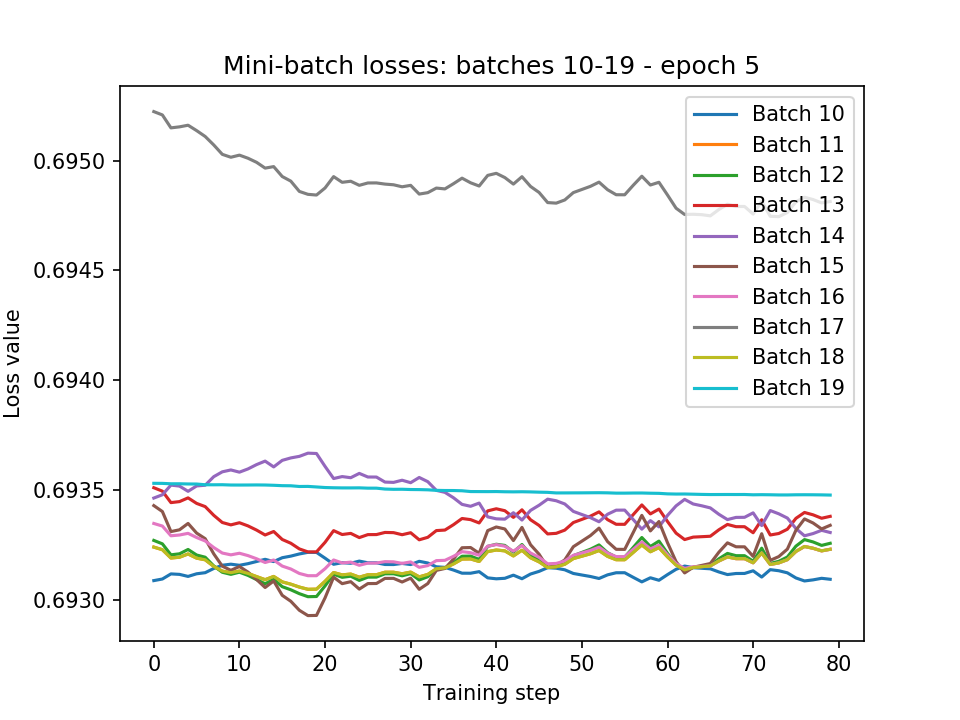 Mini-batch losses: batches 10-19 - epoch 5
Batch 10
Batch 11
Batch 12
Batch 13
Batch 14
Batch 15
Batch 16
Batch 17
Batch 18
Batch 19
0.6950
0.6945
0.6940
0.6935
0.6930
Loss value
0 10 20 30 40 50 60 70 80
Training step